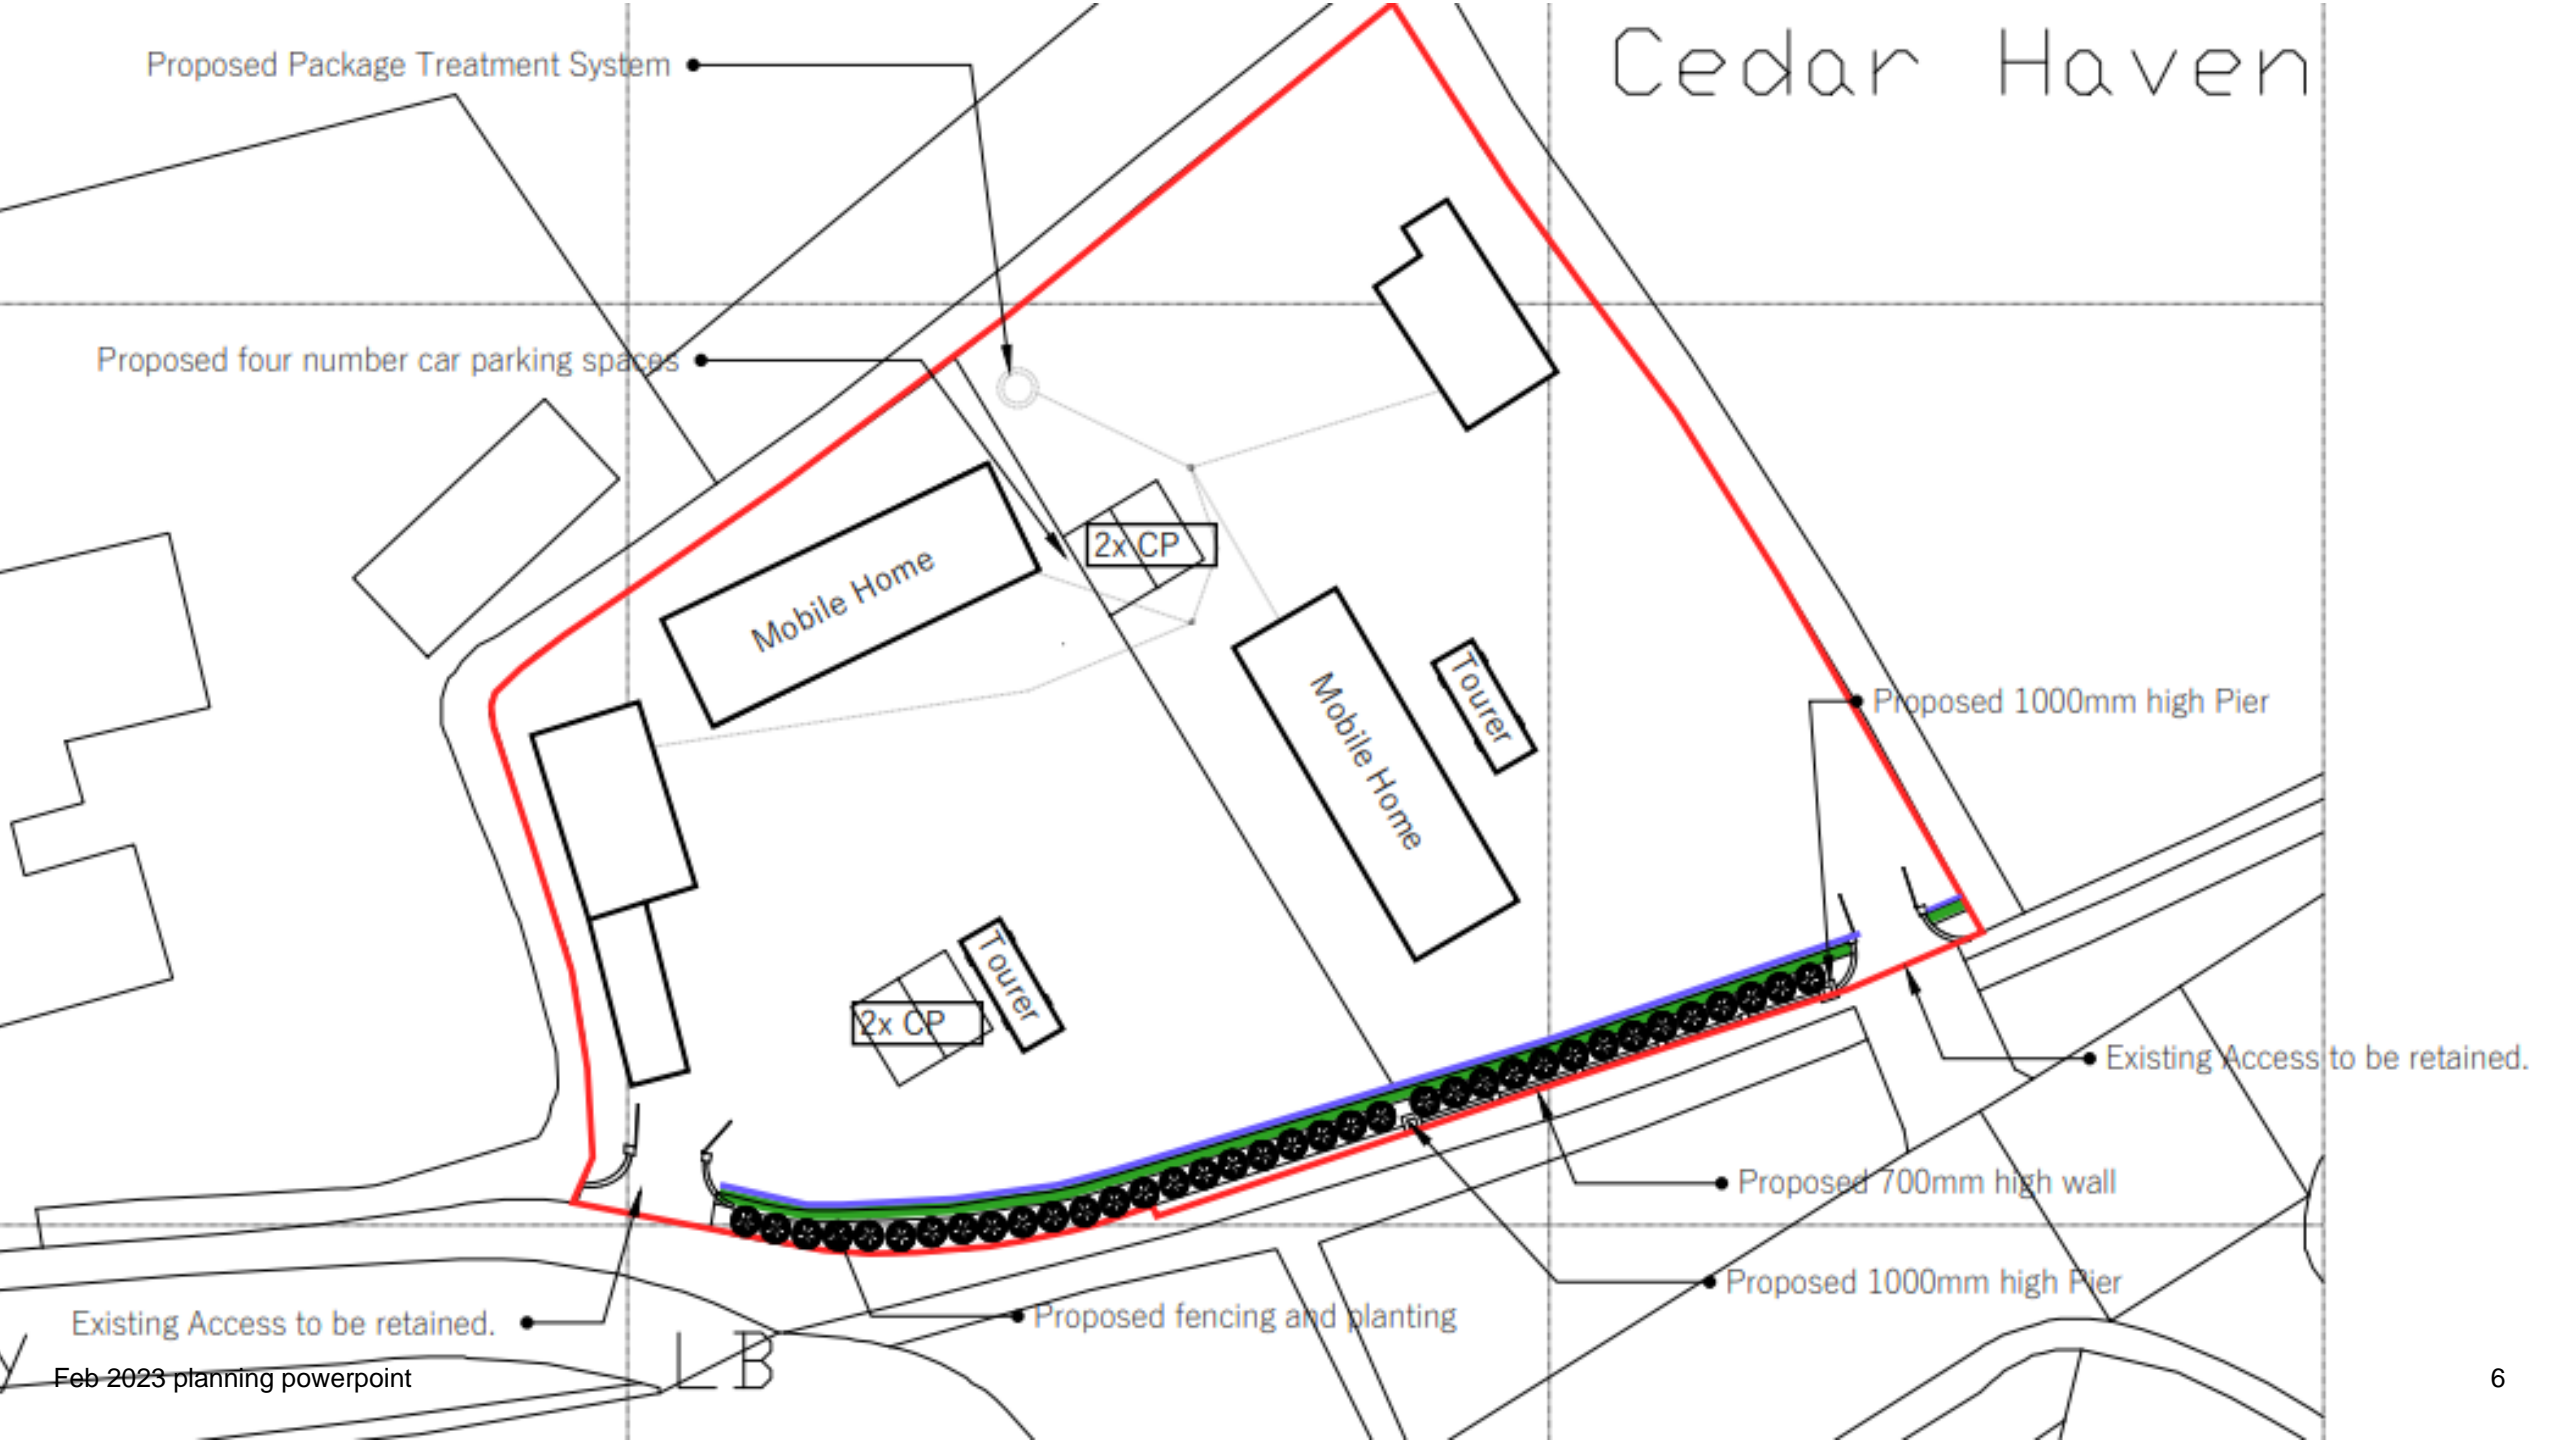 Cedar Haven
Proposed Package Treatment System
Proposed four number car parking spaces
2x CP
Mobile Home
Mobile Home
Tourer
Proposed 1000mm high Pier
Tourer
2x CP
Existing Access to be retained.
Proposed 700mm high wall
Proposed 1000mm high Pier
Proposed fencing and planting
Existing Access to be retained.
LB
Feb 2023 planning powerpoint
6